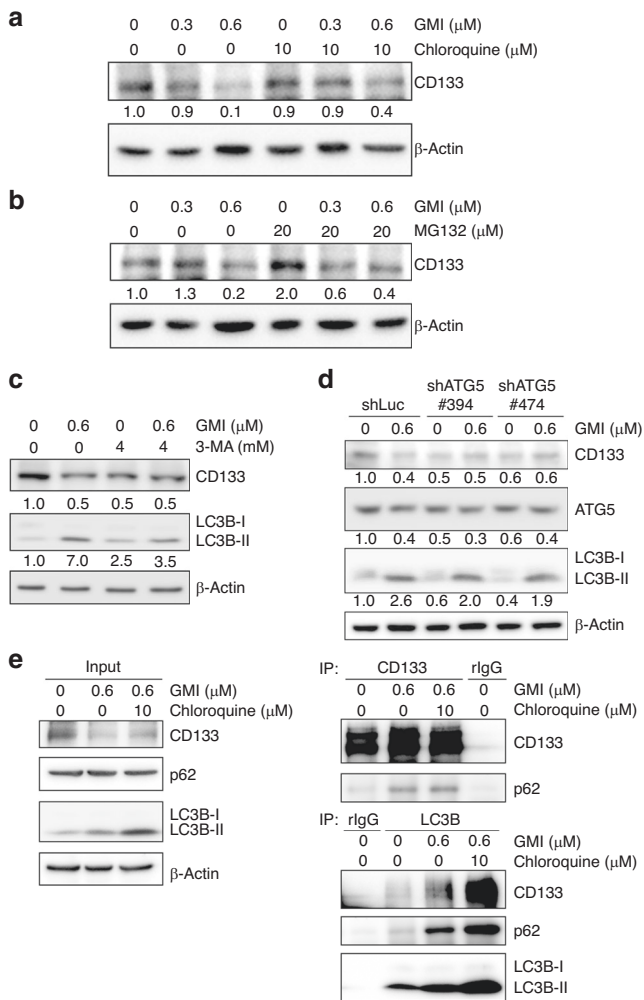 a
0 0.3 0.6 0 0.3 0.6 GMI (μM)
0 0 0 10 10 10 Chloroquine (μM)
CD133
1.0 0.9 0.1 0.9 0.9 0.4
β-Actin
b
0 0.3 0.6 0 0.3 0.6 GMI (μM)
0 0 0 20 20 20 MG132 (μM)
CD133
1.0 1.3 0.2 2.0 0.6 0.4
β-Actin
c
0 0.6 0 0.6 GMI (μM)
0 0 4 4 3-MA (mM)
CD133
1.0 0.5 0.5 0.5
LC3B-I
LC3B-II
1.0 7.0 2.5 3.5
β-Actin
d
shLuc shATG5 #394 shATG5 #474
0 0.6 0 0.6 0 0.6 GMI (μM)
CD133
1.0 0.4 0.5 0.5 0.6 0.6
ATG5
1.0 0.4 0.5 0.3 0.6 0.4
LC3B-I
LC3B-II
1.0 2.6 0.6 2.0 0.4 1.9
β-Actin
e
Input
0 0.6 0.6 GMI (μM)
0 0 10 Chloroquine (μM)
CD133
p62
LC3B-I
LC3B-II
β-Actin
IP: CD133 rIgG
0 0.6 0.6 0 GMI (μM)
0 0 10 0 Chloroquine (μM)
CD133
p62
IP: rIgG LC3B
0 0 0.6 0.6 GMI (μM)
0 0 0 10 Chloroquine (μM)
CD133
p62
LC3B-I
LC3B-II